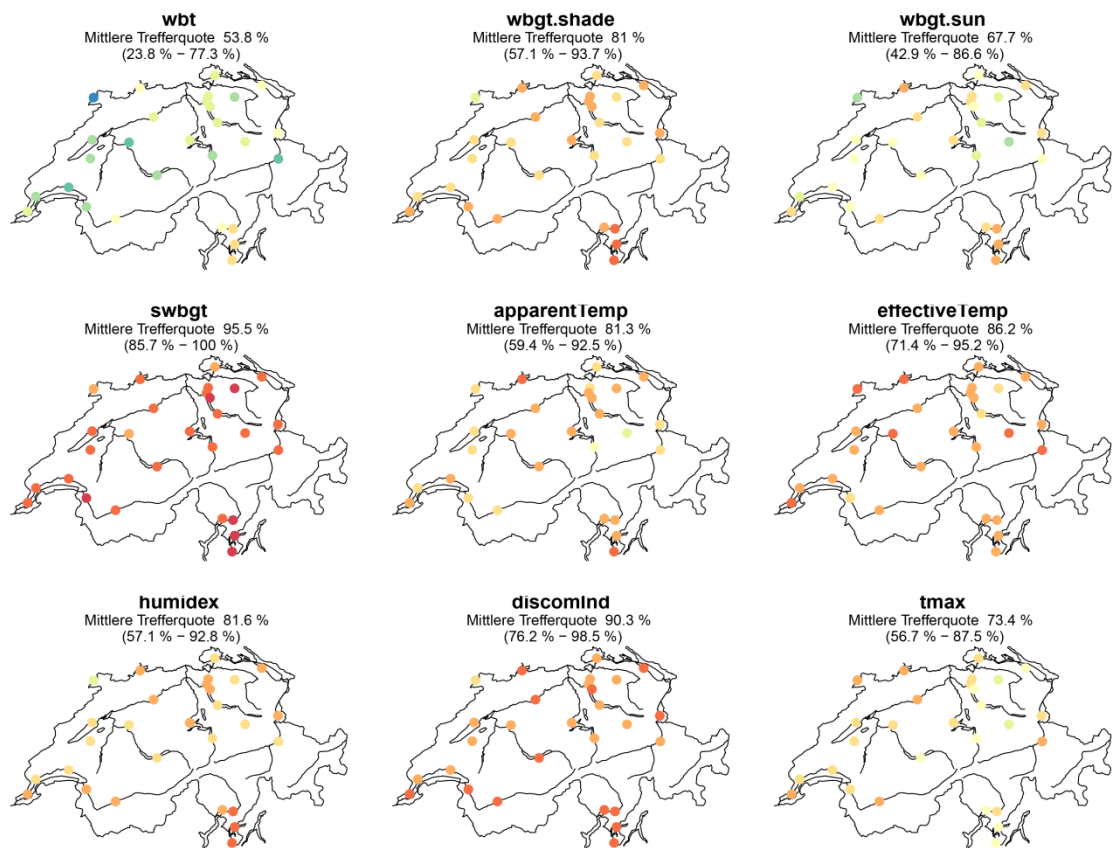 wbt
Mittlere Trefferquote 53.8 %
(23.8 % − 77.3 %)
wbgt.shade
Mittlere Trefferquote 81 %
(57.1 % − 93.7 %)
wbgt.sun
Mittlere Trefferquote 67.7 %
(42.9 % − 86.6 %)
swbgt
Mittlere Trefferquote 95.5 %
(85.7 % − 100 %)
apparentTemp
Mittlere Trefferquote 81.3 %
(59.4 % − 92.5 %)
effectiveTemp
Mittlere Trefferquote 86.2 %
(71.4 % − 95.2 %)
humidex
Mittlere Trefferquote 81.6 %
(57.1 % − 92.8 %)
discomInd
Mittlere Trefferquote 90.3 %
(76.2 % − 98.5 %)
tmax
Mittlere Trefferquote 73.4 %
(56.7 % − 87.5 %)